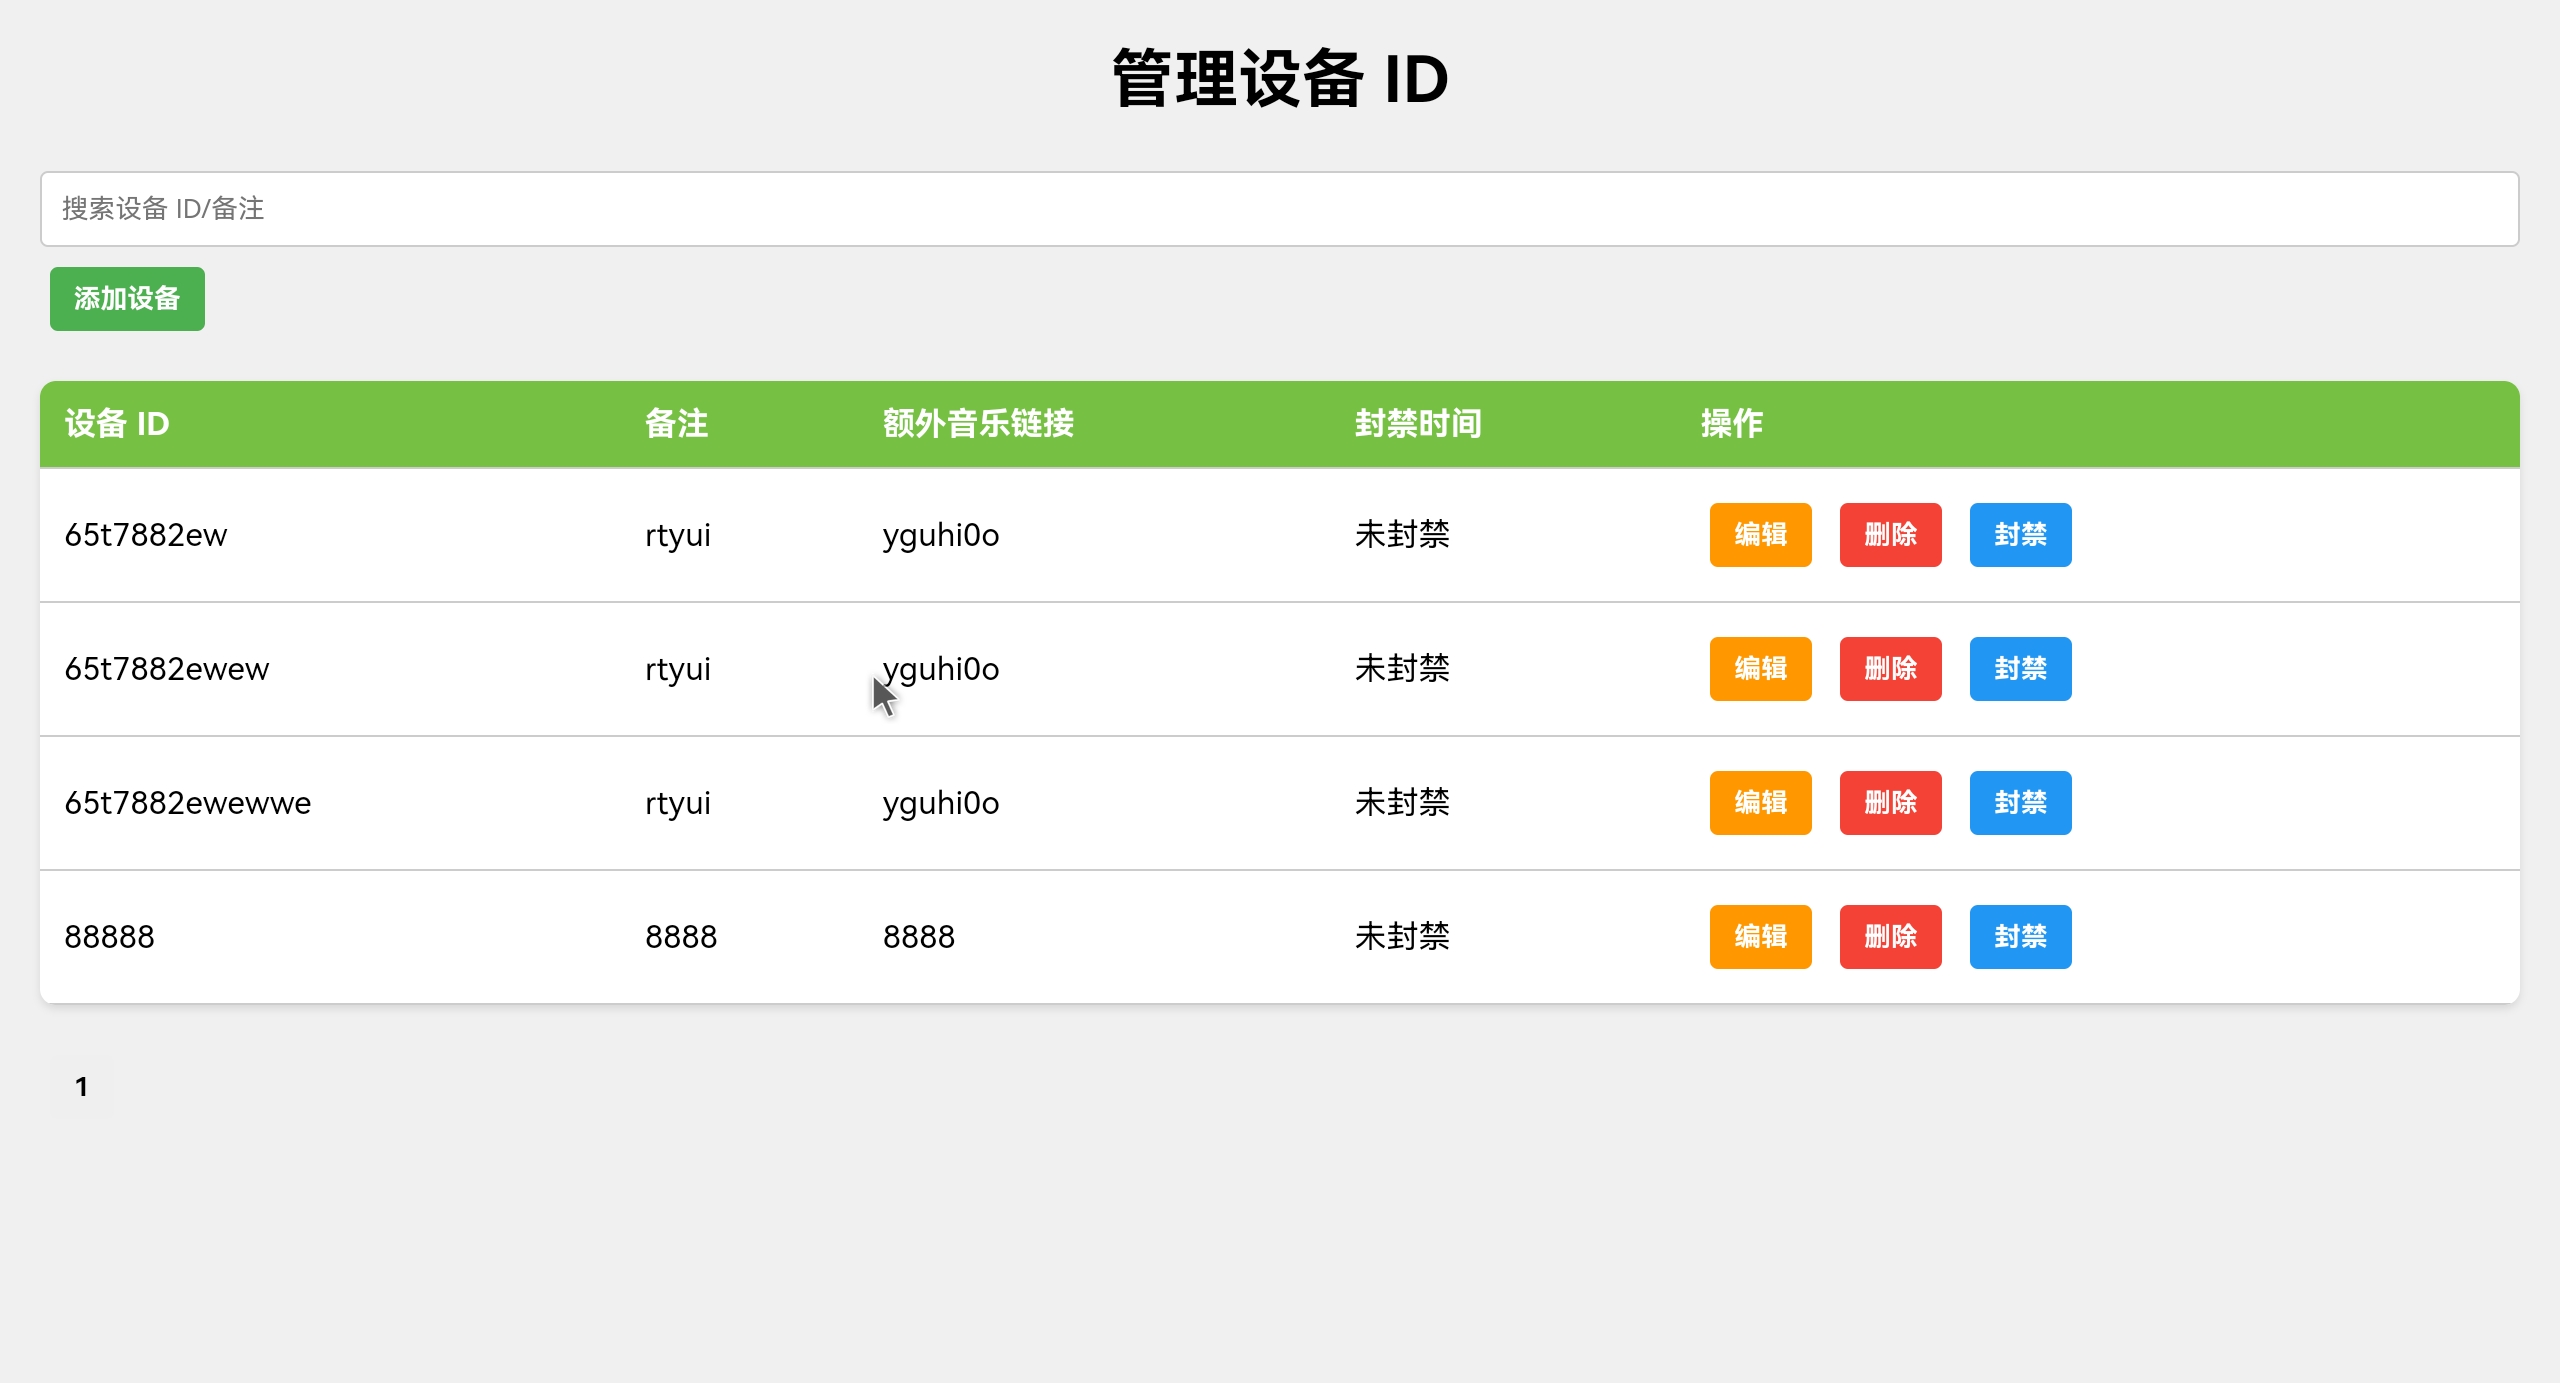 管理设备 ID
搜索设备 ID/备注
添加设备
设备 ID 备注 额外音乐链接 封禁时间 操作
65t7882ew rtyui yguhi0o 未封禁 编辑 删除 封禁
65t7882ewew rtyui yguhi0o 未封禁 编辑 删除 封禁
65t7882ewewwe rtyui yguhi0o 未封禁 编辑 删除 封禁
88888 8888 8888 未封禁 编辑 删除 封禁
1